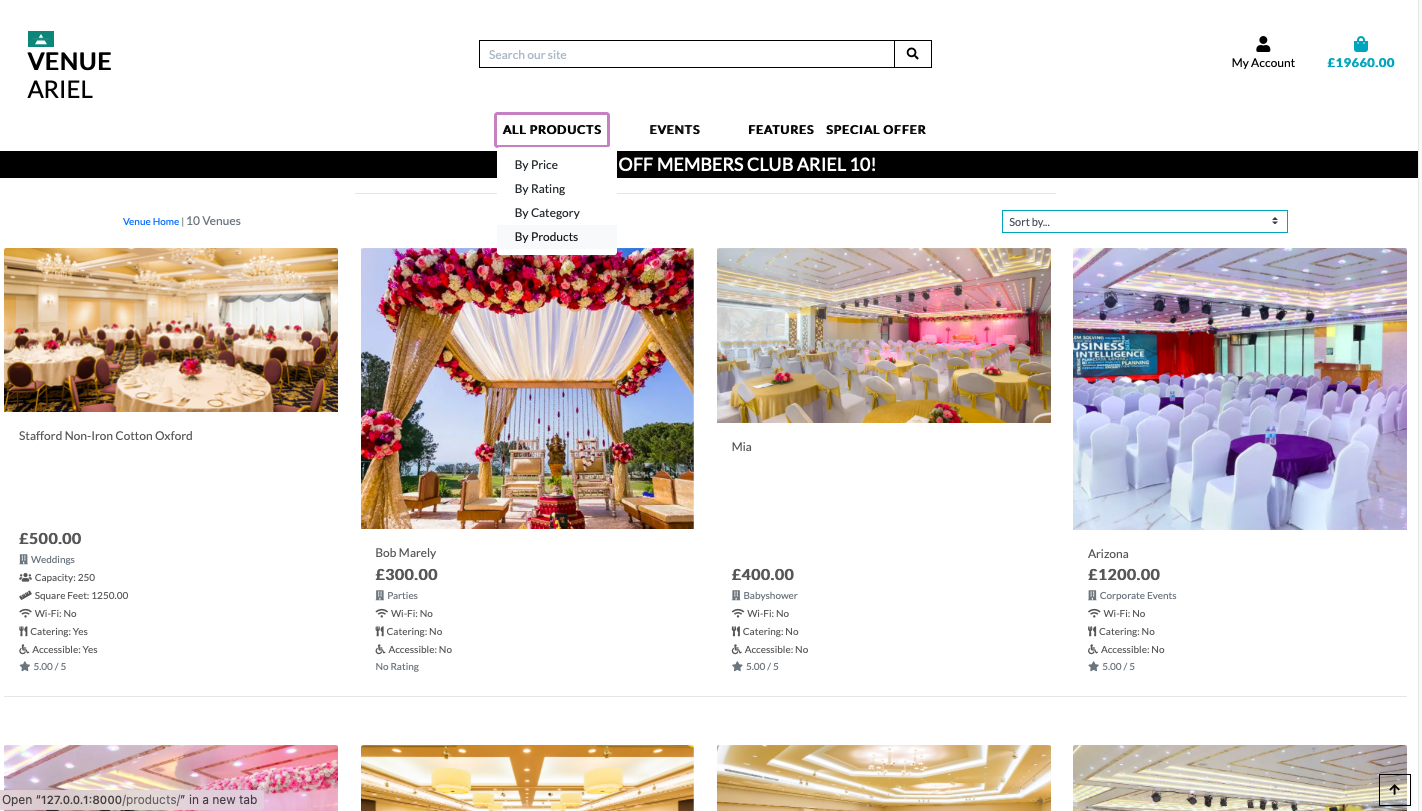 VENUE
ARIEL
Search our site
My Account
£19660.00
ALL PRODUCTS EVENTS FEATURES SPECIAL OFFER
OFF MEMBERS CLUB ARIEL 10!
By Price
By Rating
By Category
By Products
Venue Home | 10 Venues
Sort by...
BUSINESS
INTELLIGENCE
PLANNING
Stafford Non-Iron Cotton Oxford
£500.00
Weddings
Capacity: 250
Square Feet: 1250.00
Wi-Fi: No
Catering: Yes
Accessible: Yes
5.00 / 5
Bob Marely
£300.00
Parties
Wi-Fi: No
Catering: No
Accessible: No
No Rating
Mia
£400.00
Babyshower
Wi-Fi: No
Catering: No
Accessible: No
5.00 / 5
Arizona
£1200.00
Corporate Events
Wi-Fi: No
Catering: No
Accessible: No
5.00 / 5
Open "127.0.0.1:8000/products/" in a new tab